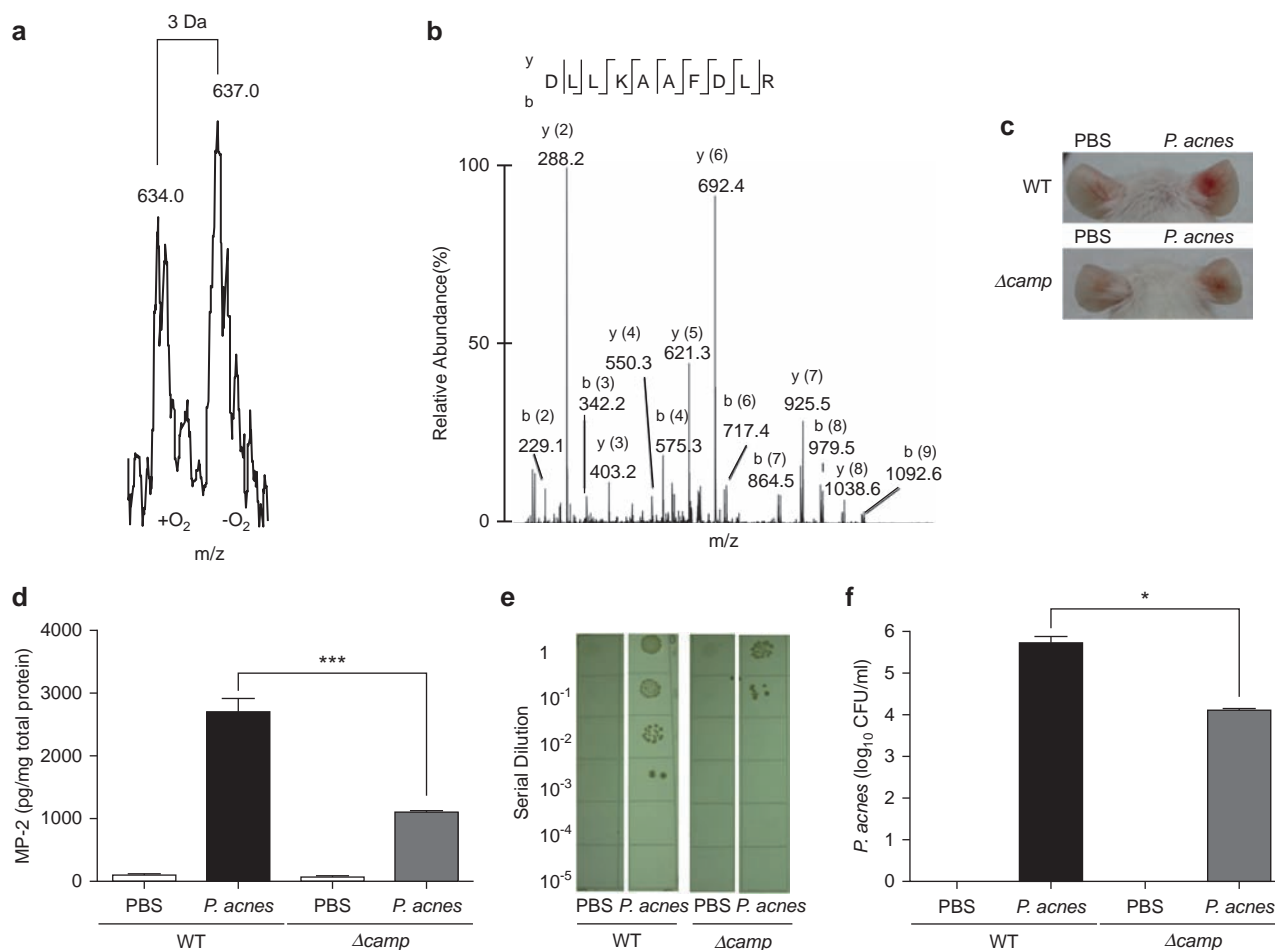 a
3 Da
637.0
634.0
+O₂
-O₂
m/z
b
y
D L L K A A F D L R
b
Relative Abundance(%)
100
50
0
y (2)
288.2
y (6)
692.4
y (4)
550.3
y (5)
621.3
b (3)
342.2
b (2)
229.1
y (3)
403.2
b (4)
575.3
b (6)
717.4
y (7)
925.5
b (7)
864.5
b (8)
979.5
y (8)
1038.6
b (9)
1092.6
m/z
c
PBS P. acnes
WT
PBS P. acnes
Δcamp
d
MP-2 (pg/mg total protein)
4000
3000
2000
1000
0
***
PBS P. acnes PBS P. acnes
WT Δcamp
e
Serial Dilution
1
10⁻¹
10⁻²
10⁻³
10⁻⁴
10⁻⁵
PBS P. acnes PBS P. acnes
WT Δcamp
f
P. acnes (log₁₀ CFU/ml)
6
5
4
3
2
1
0
*
PBS P. acnes PBS P. acnes
WT Δcamp